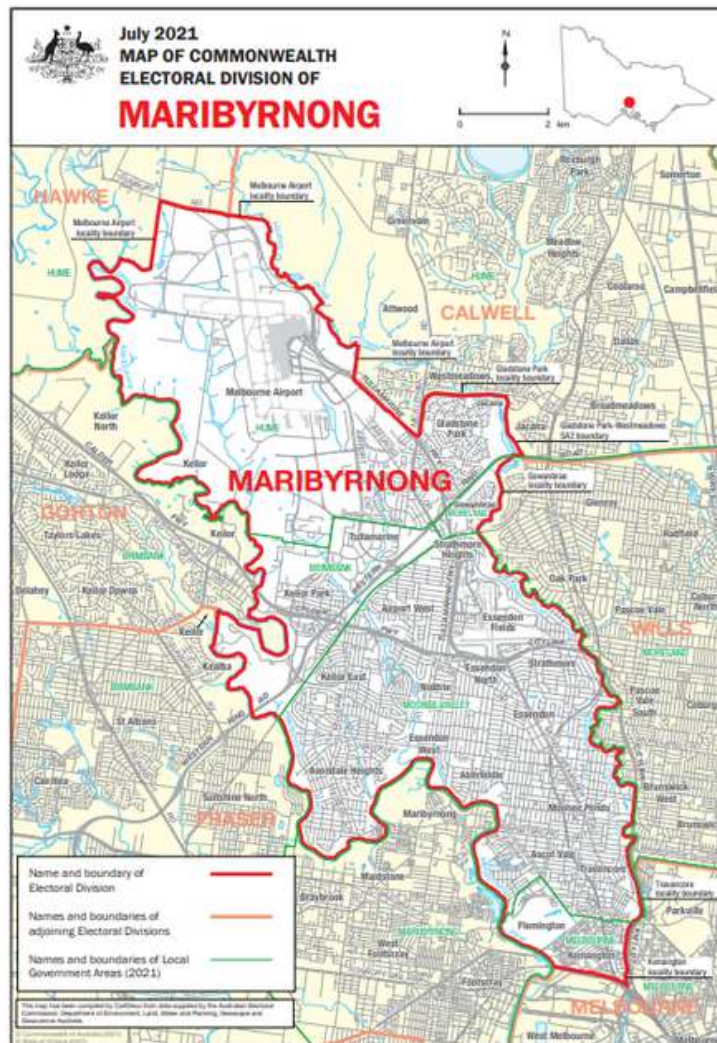 July 2021
MAP OF COMMONWEALTH
ELECTORAL DIVISION OF
MARIBYRNONG
N
0 2 km
HAWKE
Melbourne Airport
locality boundary
Melbourne Airport
locality boundary
Roxburgh
Park
Somerton
Greenvale
Meadow
Heights
HUME
HUME
Coolaroo
Campbellfield
CALWELL
Attwood
Dallas
Melbourne Airport
locality boundary
Westmeadows
Gladstone Park
locality boundary
Melbourne Airport
HUME
Jacana
Broadmeadows
Keilor
North
Gladstone
Park
Jacana
Gladstone Park-Westmeadows
SA2 boundary
Keilor
Lodge
Keilor
MARIBYRNONG
Gowanbrae
locality boundary
Glenroy
GORTON
Taylors Lakes
BRIMBANK
Keilor
Tullamarine
Gowanbrae
MORELAND
Strathmore
Heights
Hadfield
Delahey
Keilor Downs
BRIMBANK
Keilor Park
Airport West
Oak Park
Pascoe Vale
Essendon
Fields
WILLS
MORELAND
Keilor
Kealba
Strathmore
BRIMBANK
Keilor East
Niddrie
Essendon
North
MOONEE VALLEY
Pascoe
Vale
South
St Albans
Essendon
Essendon
West
Avondale Heights
Aberfeldie
Brunswick
West
Sunshine North
FRASER
Maribyrnong
Moonee Ponds
Ascot Vale
Travancore
Maidstone
Braybrook
Travancore
locality boundary
Parkville
Flemington
MELBOURNE
Kensington
MARIBYRNONG
West
Footscray
Footscray
Kensington
locality boundary
MELBOURNE
MELBOURNE
West Melbourne
Melbourne
Name and boundary of
Electoral Division
Names and boundaries of
adjoining Electoral Divisions
Names and boundaries of Local
Government Areas (2021)